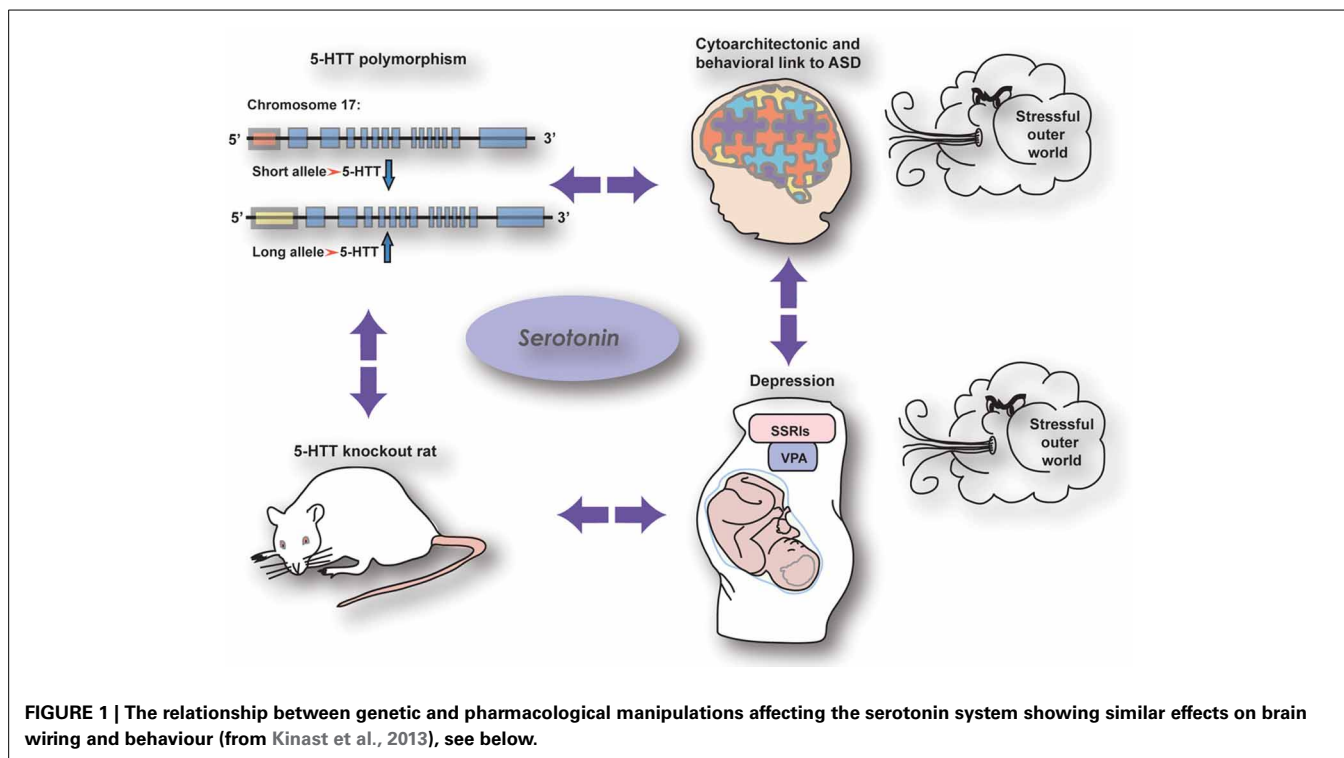 5-HTT polymorphism
Chromosome 17:
5’ 3’
Short allele➤5-HTT
5’ 3’
Long allele➤5-HTT
Cytoarchitectonic and
behavioral link to ASD
Stressful
outer
world
Serotonin
5-HTT knockout rat
Depression
SSRIs
VPA
Stressful
outer
world
FIGURE 1 | The relationship between genetic and pharmacological manipulations affecting the serotonin system showing similar effects on brain
wiring and behaviour (from Kinast et al., 2013), see below.